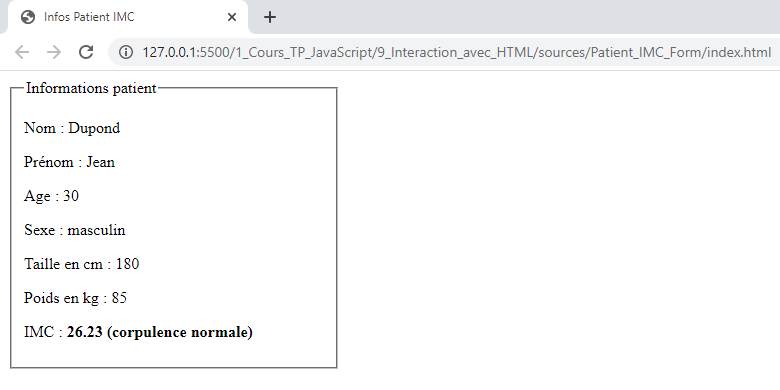 Infos Patient IMC
127.0.0.1:5500/1_Cours_TP_JavaScript/9_Interaction_avec_HTML/sources/Patient_IMC_Form/index.html
Informations patient
Nom : Dupond
Prénom : Jean
Age : 30
Sexe : masculin
Taille en cm : 180
Poids en kg : 85
IMC : 26.23 (corpulence normale)